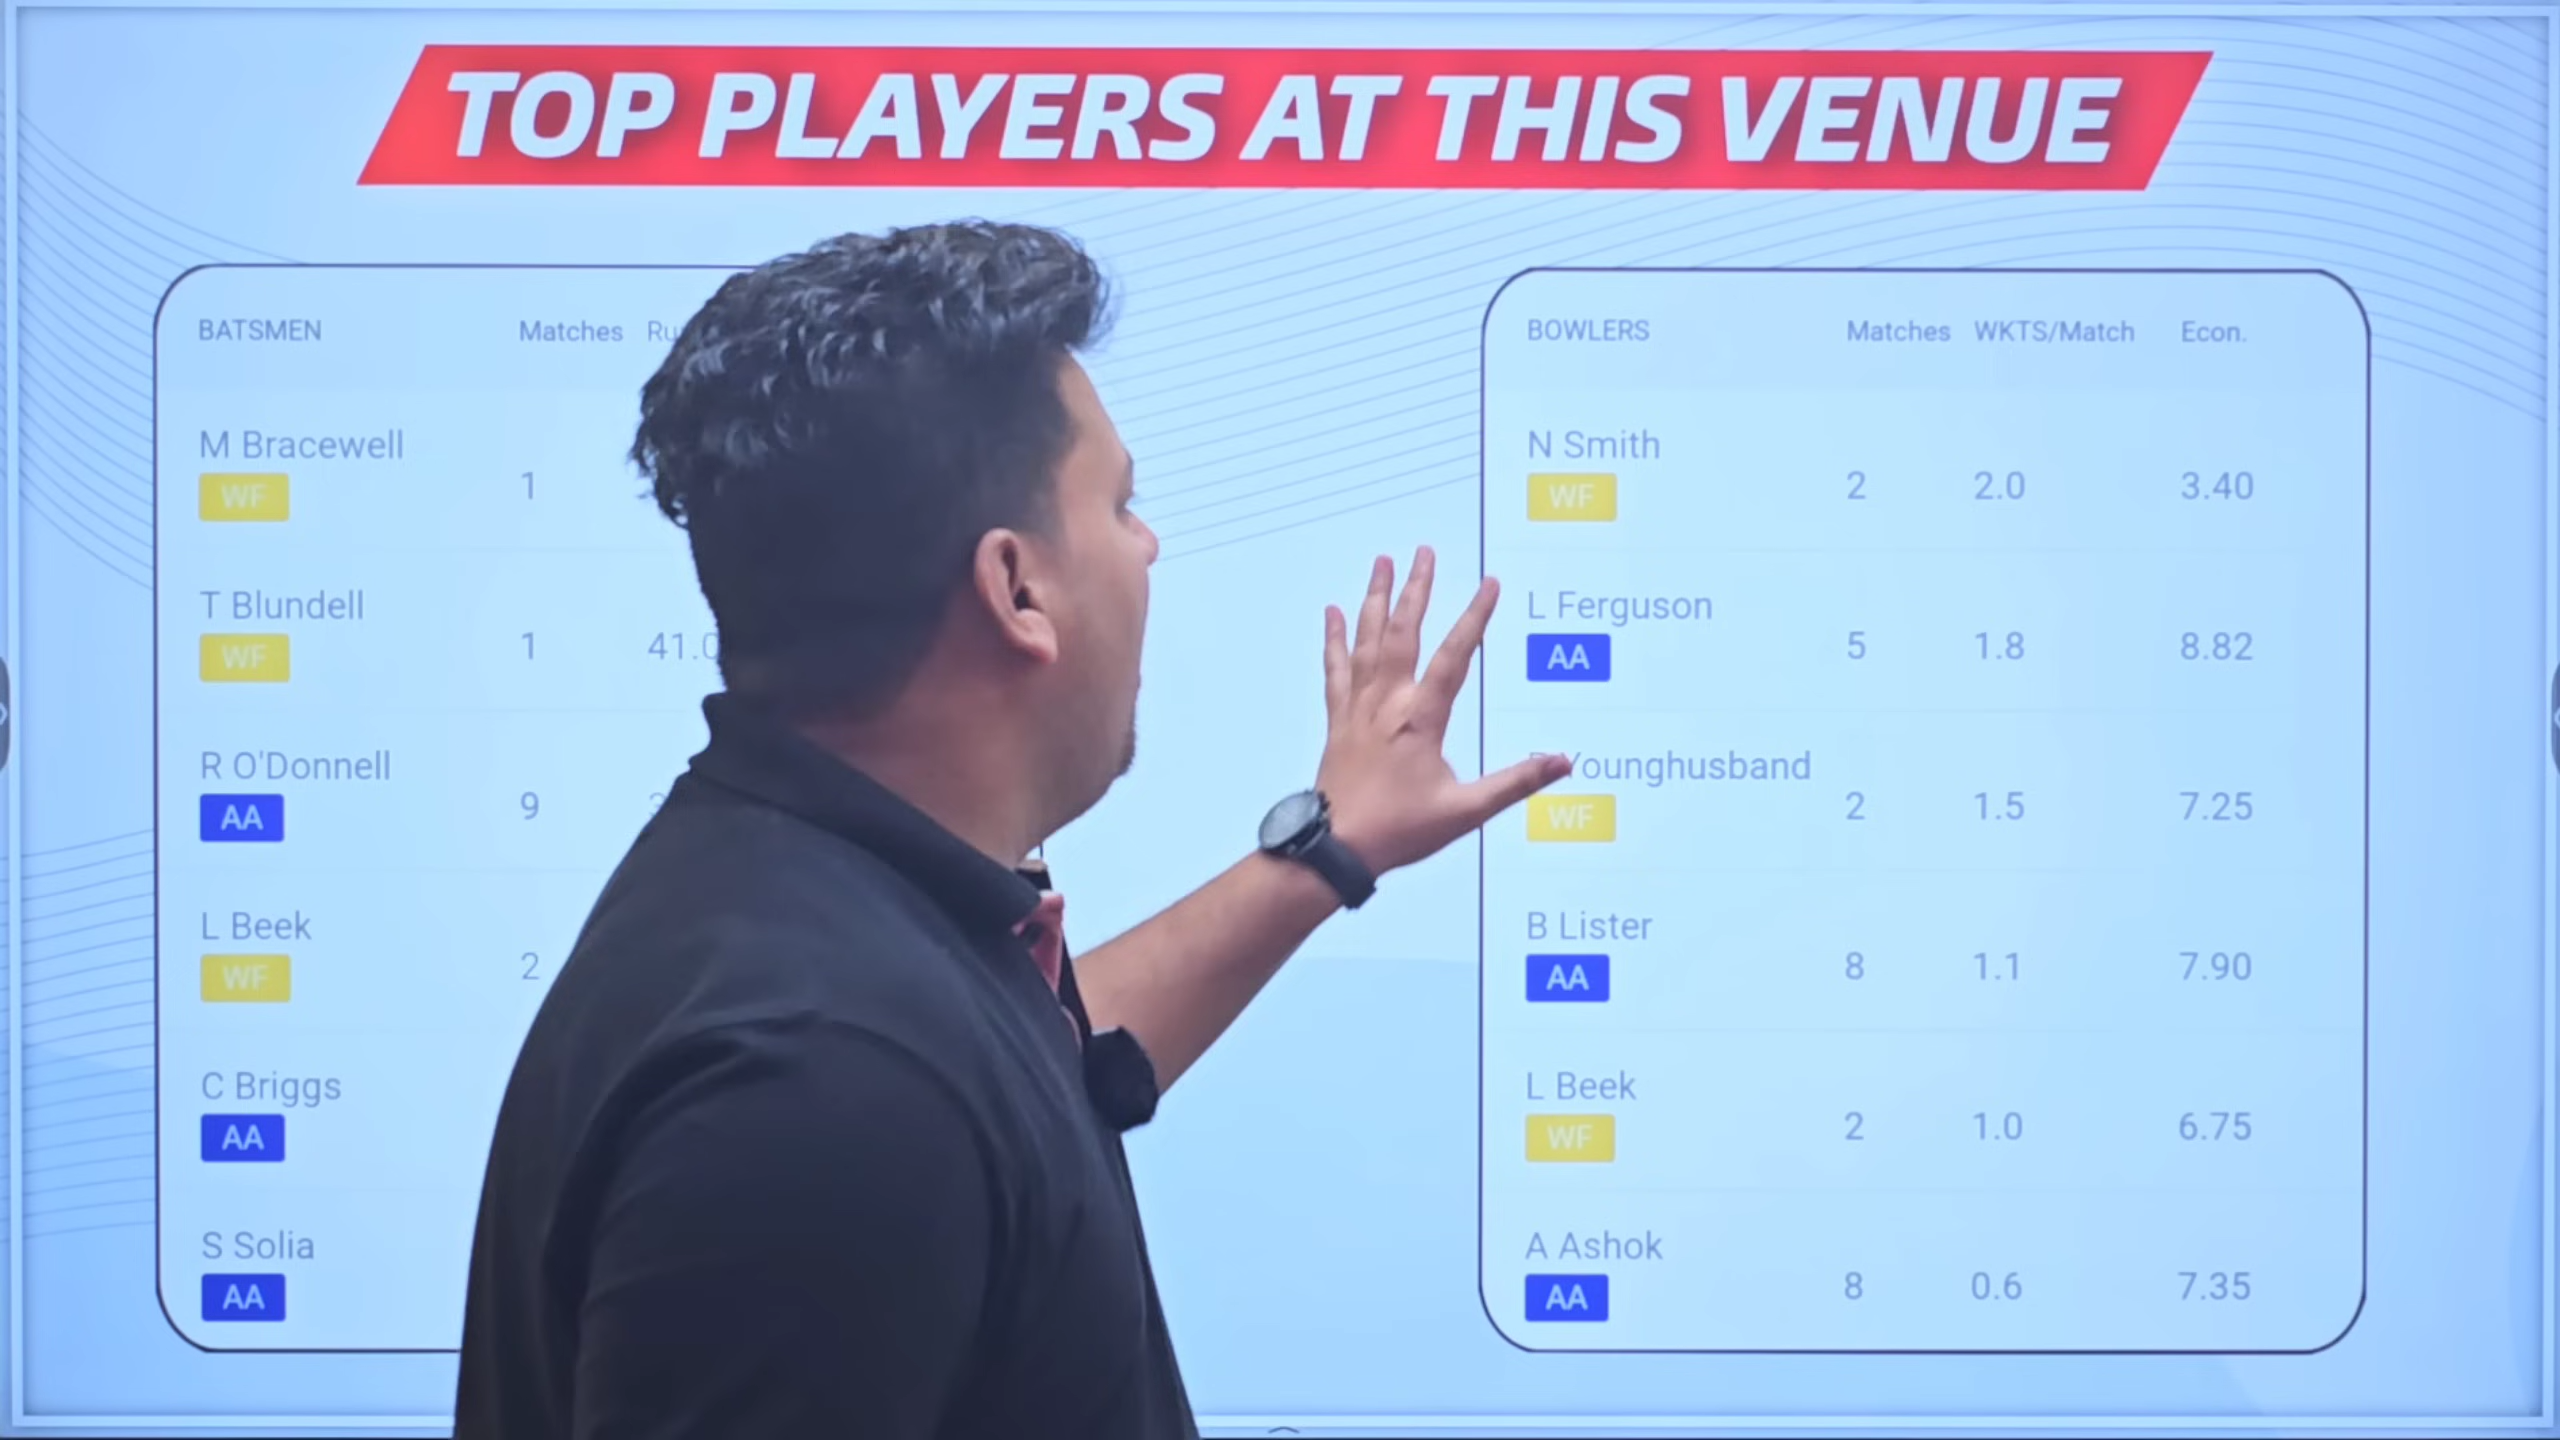 TOP PLAYERS AT THIS VENUE
BATSMEN Matches
M Bracewell
WF 1
T Blundell
WF 1
R O'Donnell
AA 9
L Beek
WF 2
C Briggs
AA
S Solia
AA
BOWLERS Matches WKTS/Match Econ.
N Smith
WF 2 2.0 3.40
L Ferguson
AA 5 1.8 8.82
Younghusband
WF 2 1.5 7.25
B Lister
AA 8 1.1 7.90
L Beek
WF 2 1.0 6.75
A Ashok
AA 8 0.6 7.35